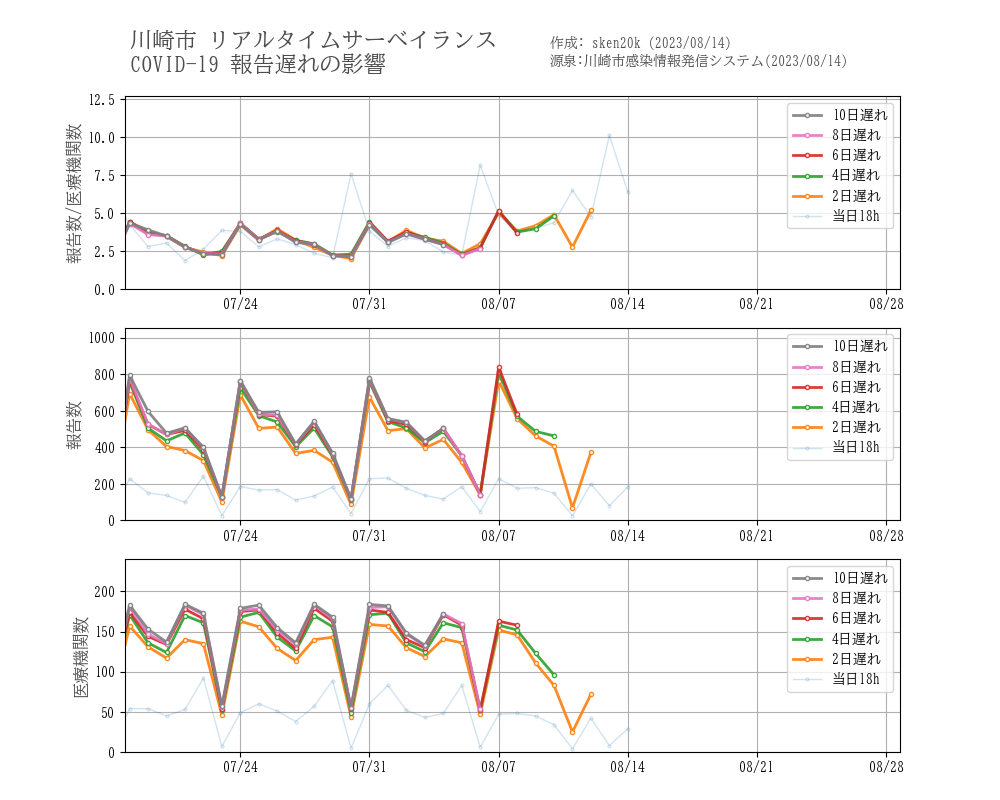 川崎市 リアルタイムサーベイランス
COVID-19 報告遅れの影響
作成: sken20k (2023/08/14)
源泉:川崎市感染情報発信システム(2023/08/14)
報告数/医療機関数
12.5
10.0
7.5
5.0
2.5
0.0
10日遅れ
8日遅れ
6日遅れ
4日遅れ
2日遅れ
当日18h
07/24 07/31 08/07 08/14 08/21 08/28
報告数
1000
800
600
400
200
0
10日遅れ
8日遅れ
6日遅れ
4日遅れ
2日遅れ
当日18h
07/24 07/31 08/07 08/14 08/21 08/28
医療機関数
200
150
100
50
0
10日遅れ
8日遅れ
6日遅れ
4日遅れ
2日遅れ
当日18h
07/24 07/31 08/07 08/14 08/21 08/28